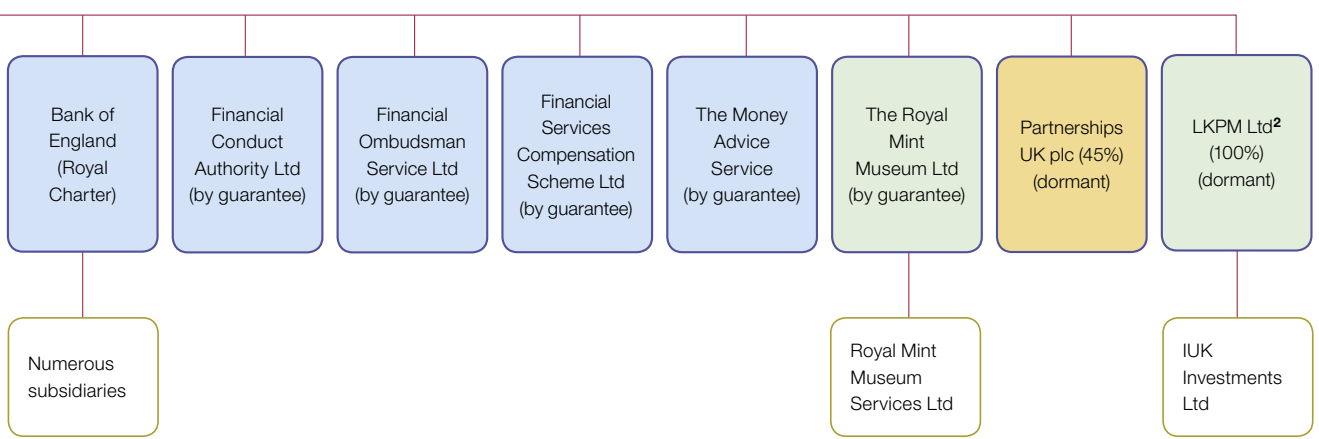 Bank of
England
(Royal
Charter)
Financial
Conduct
Authority Ltd
(by guarantee)
Financial
Ombudsman
Service Ltd
(by guarantee)
Financial
Services
Compensation
Scheme Ltd
(by guarantee)
The Money
Advice
Service
(by guarantee)
The Royal
Mint
Museum Ltd
(by guarantee)
Partnerships
UK plc (45%)
(dormant)
LKPM Ltd²
(100%)
(dormant)
Numerous
subsidiaries
Royal Mint
Museum
Services Ltd
IUK
Investments
Ltd